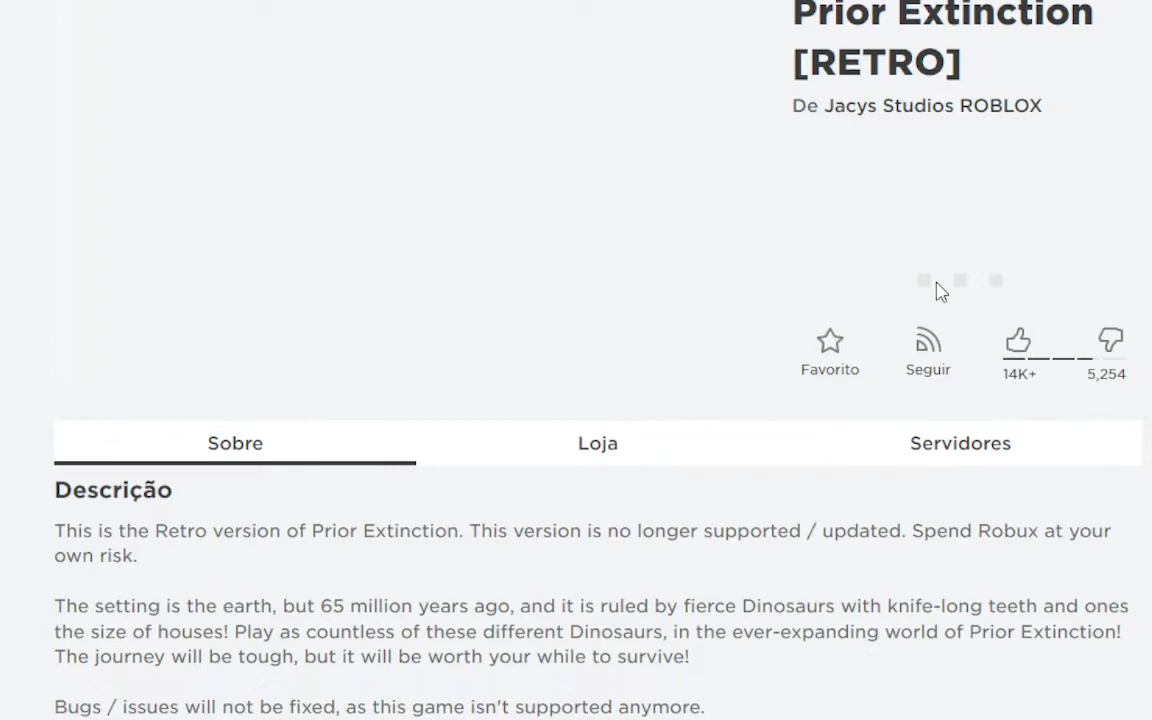 Prior Extinction
[RETRO]
De Jacys Studios ROBLOX
Favorito
Seguir
14K+
5,254
Sobre
Loja
Servidores
Descrição
This is the Retro version of Prior Extinction. This version is no longer supported / updated. Spend Robux at your
own risk.
The setting is the earth, but 65 million years ago, and it is ruled by fierce Dinosaurs with knife-long teeth and ones
the size of houses! Play as countless of these different Dinosaurs, in the ever-expanding world of Prior Extinction!
The journey will be tough, but it will be worth your while to survive!
Bugs / issues will not be fixed, as this game isn't supported anymore.